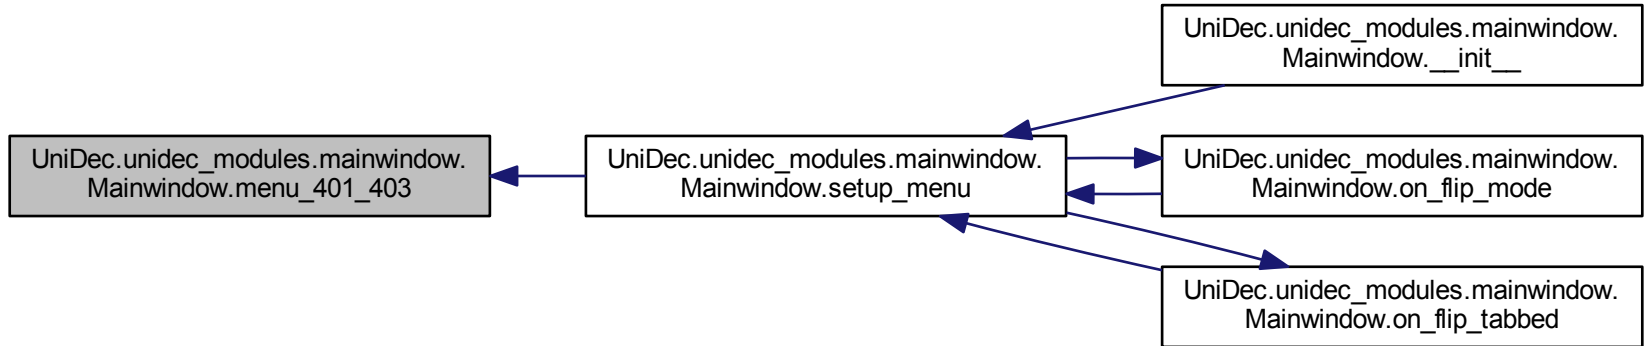 UniDec.unidec_modules.mainwindow.
Mainwindow.menu_401_403
UniDec.unidec_modules.mainwindow.
Mainwindow.setup_menu
UniDec.unidec_modules.mainwindow.
Mainwindow.__init__
UniDec.unidec_modules.mainwindow.
Mainwindow.on_flip_mode
UniDec.unidec_modules.mainwindow.
Mainwindow.on_flip_tabbed